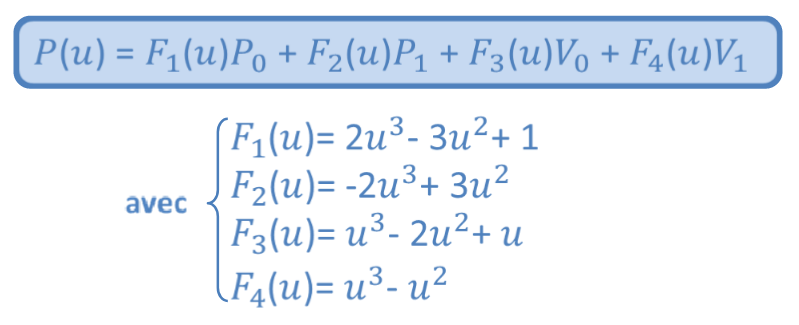 P(u) = F₁(u)P₀ + F₂(u)P₁ + F₃(u)V₀ + F₄(u)V₁
F₁(u)= 2u³- 3u²+ 1
F₂(u)= -2u³+ 3u²
avec
F₃(u)= u³- 2u²+ u
F₄(u)= u³- u²